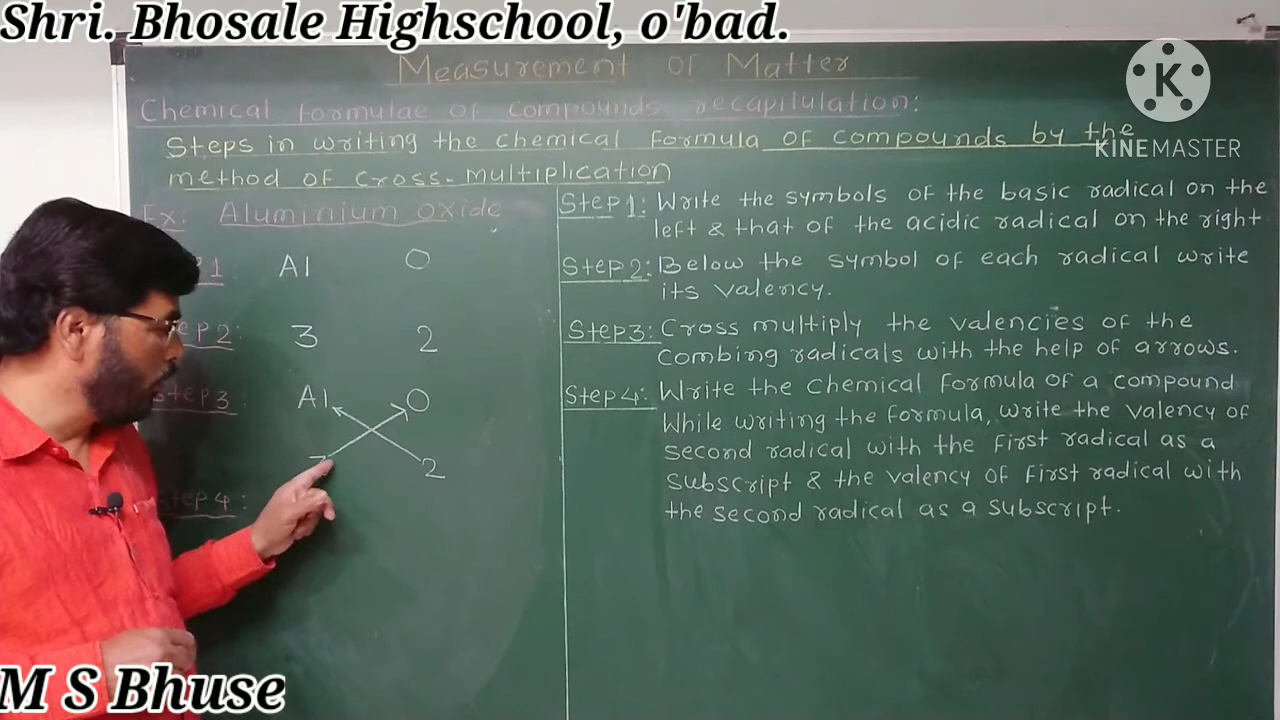 Shri. Bhosale Highschool, o'bad.
Measurement of Matter
Chemical formulae of compounds recapitulation:
Steps in writing the chemical formula of compounds by the
method of cross-multiplication
K
KINEMASTER
Ex: Aluminium oxide
1
Al O
ep2:
3 2
Step3
Al O
2
Step4:
Step1: Write the symbols of the basic radical on the
left & that of the acidic radical on the right
Step2: Below the symbol of each radical write
its valency.
Step3: Cross multiply the valencies of the
combing radicals with the help of arrows.
Step4: Write the chemical formula of a compound
While writing the formula, write the valency of
second radical with the first radical as a
subscript & the valency of first radical with
the second radical as a subscript.
M S Bhuse